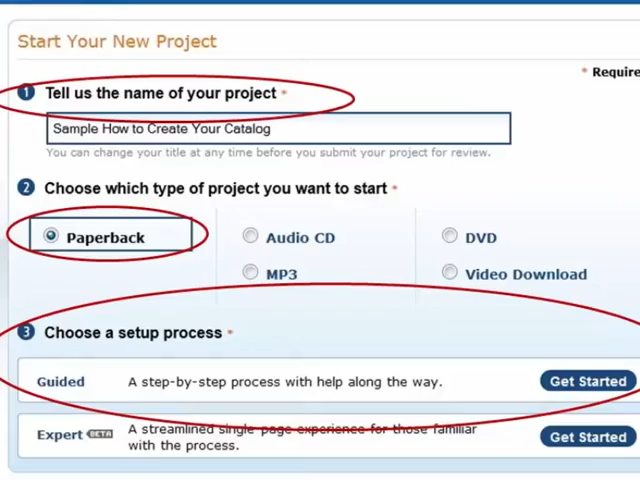 Start Your New Project
* Require
1 Tell us the name of your project *
Sample How to Create Your Catalog
You can change your title at any time before you submit your project for review.
2 Choose which type of project you want to start *
Paperback Audio CD DVD
MP3 Video Download
3 Choose a setup process *
Guided A step-by-step process with help along the way. Get Started
Expert BETA A streamlined single-page experience for those familiar
with the process. Get Started